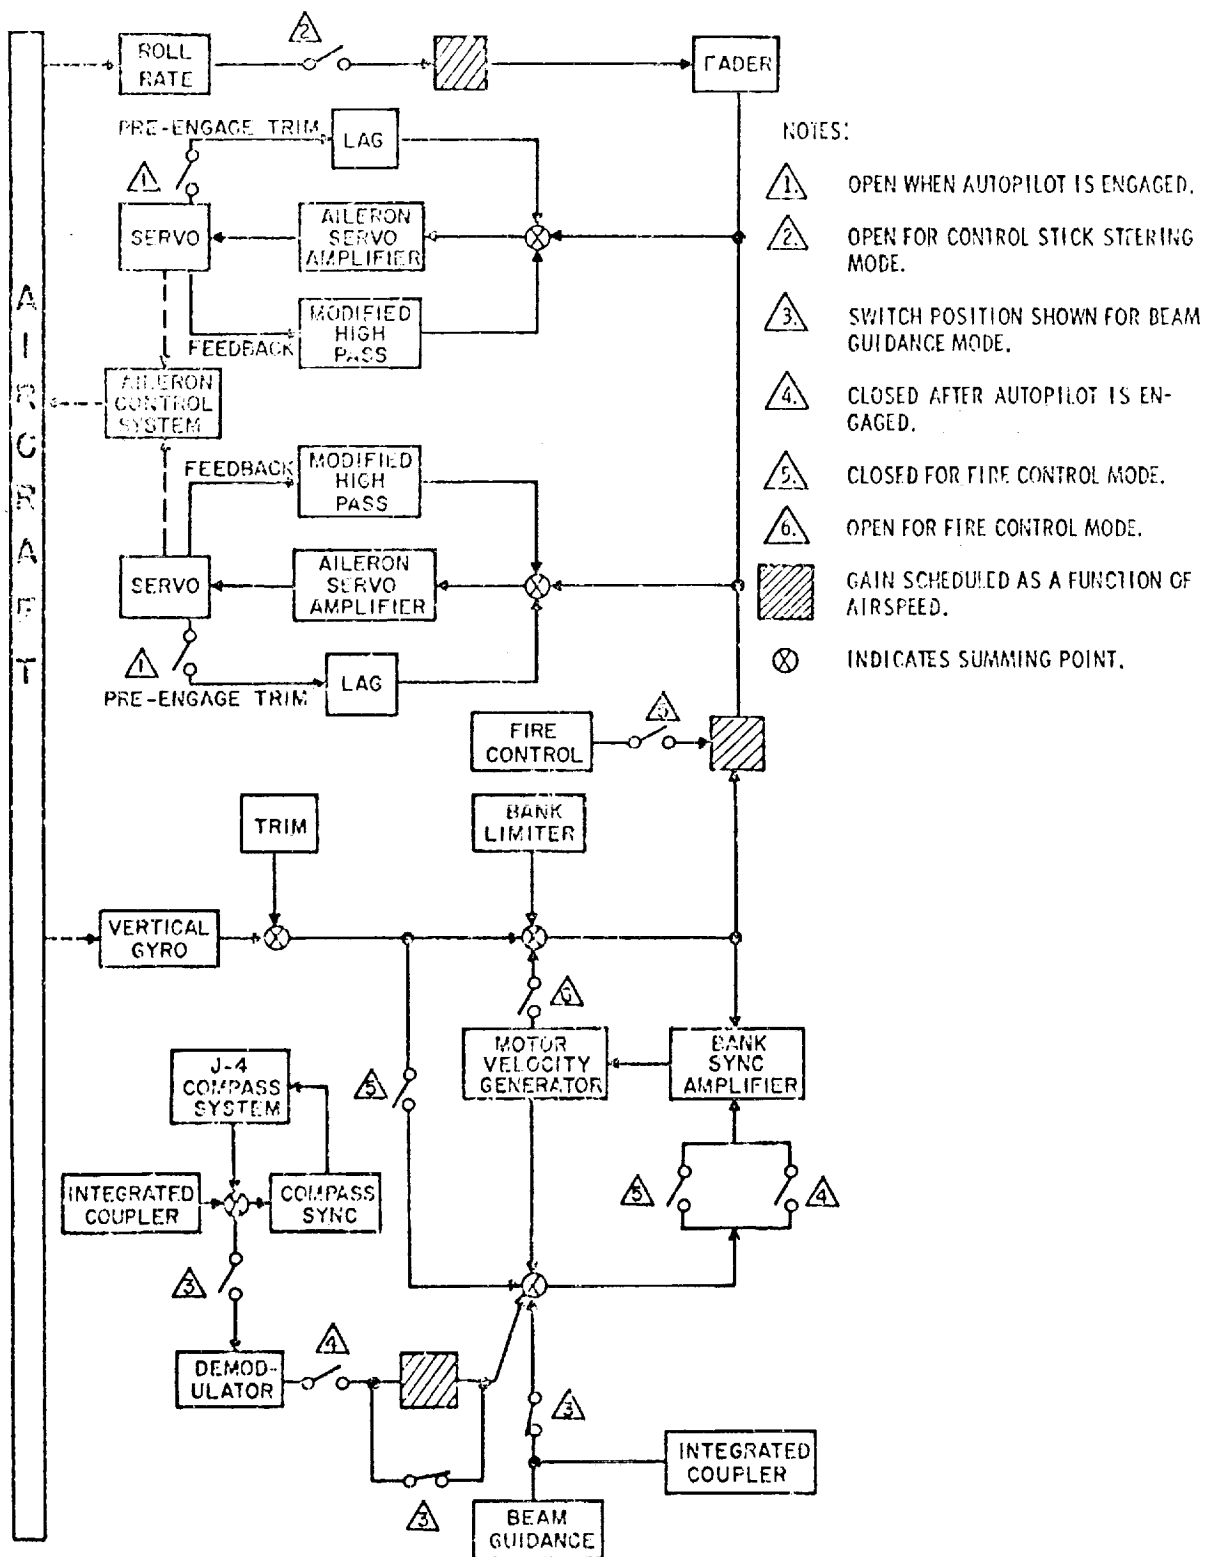 AIRCRAFT
ROLL
RATE
2
FADER
PRE-ENGAGE TRIM
LAG
1
SERVO
AILERON
SERVO
AMPLIFIER
FEEDBACK
MODIFIED
HIGH
PASS
AILERON
CONTROL
SYSTEM
FEEDBACK
MODIFIED
HIGH
PASS
SERVO
AILERON
SERVO
AMPLIFIER
1
PRE-ENGAGE TRIM
LAG
NOTES:
1. OPEN WHEN AUTOPILOT IS ENGAGED.
2. OPEN FOR CONTROL STICK STEERING
MODE.
3. SWITCH POSITION SHOWN FOR BEAM
GUIDANCE MODE.
4. CLOSED AFTER AUTOPILOT IS EN-
GAGED.
5. CLOSED FOR FIRE CONTROL MODE.
6. OPEN FOR FIRE CONTROL MODE.
GAIN SCHEDULED AS A FUNCTION OF
AIRSPEED.
INDICATES SUMMING POINT.
FIRE
CONTROL
TRIM
BANK
LIMITER
VERTICAL
GYRO
6
MOTOR
VELOCITY
GENERATOR
BANK
SYNC
AMPLIFIER
J-4
COMPASS
SYSTEM
5
INTEGRATED
COUPLER
COMPASS
SYNC
5
4
3
DEMOD-
ULATOR
4
3
3
INTEGRATED
COUPLER
BEAM
GUIDANCE